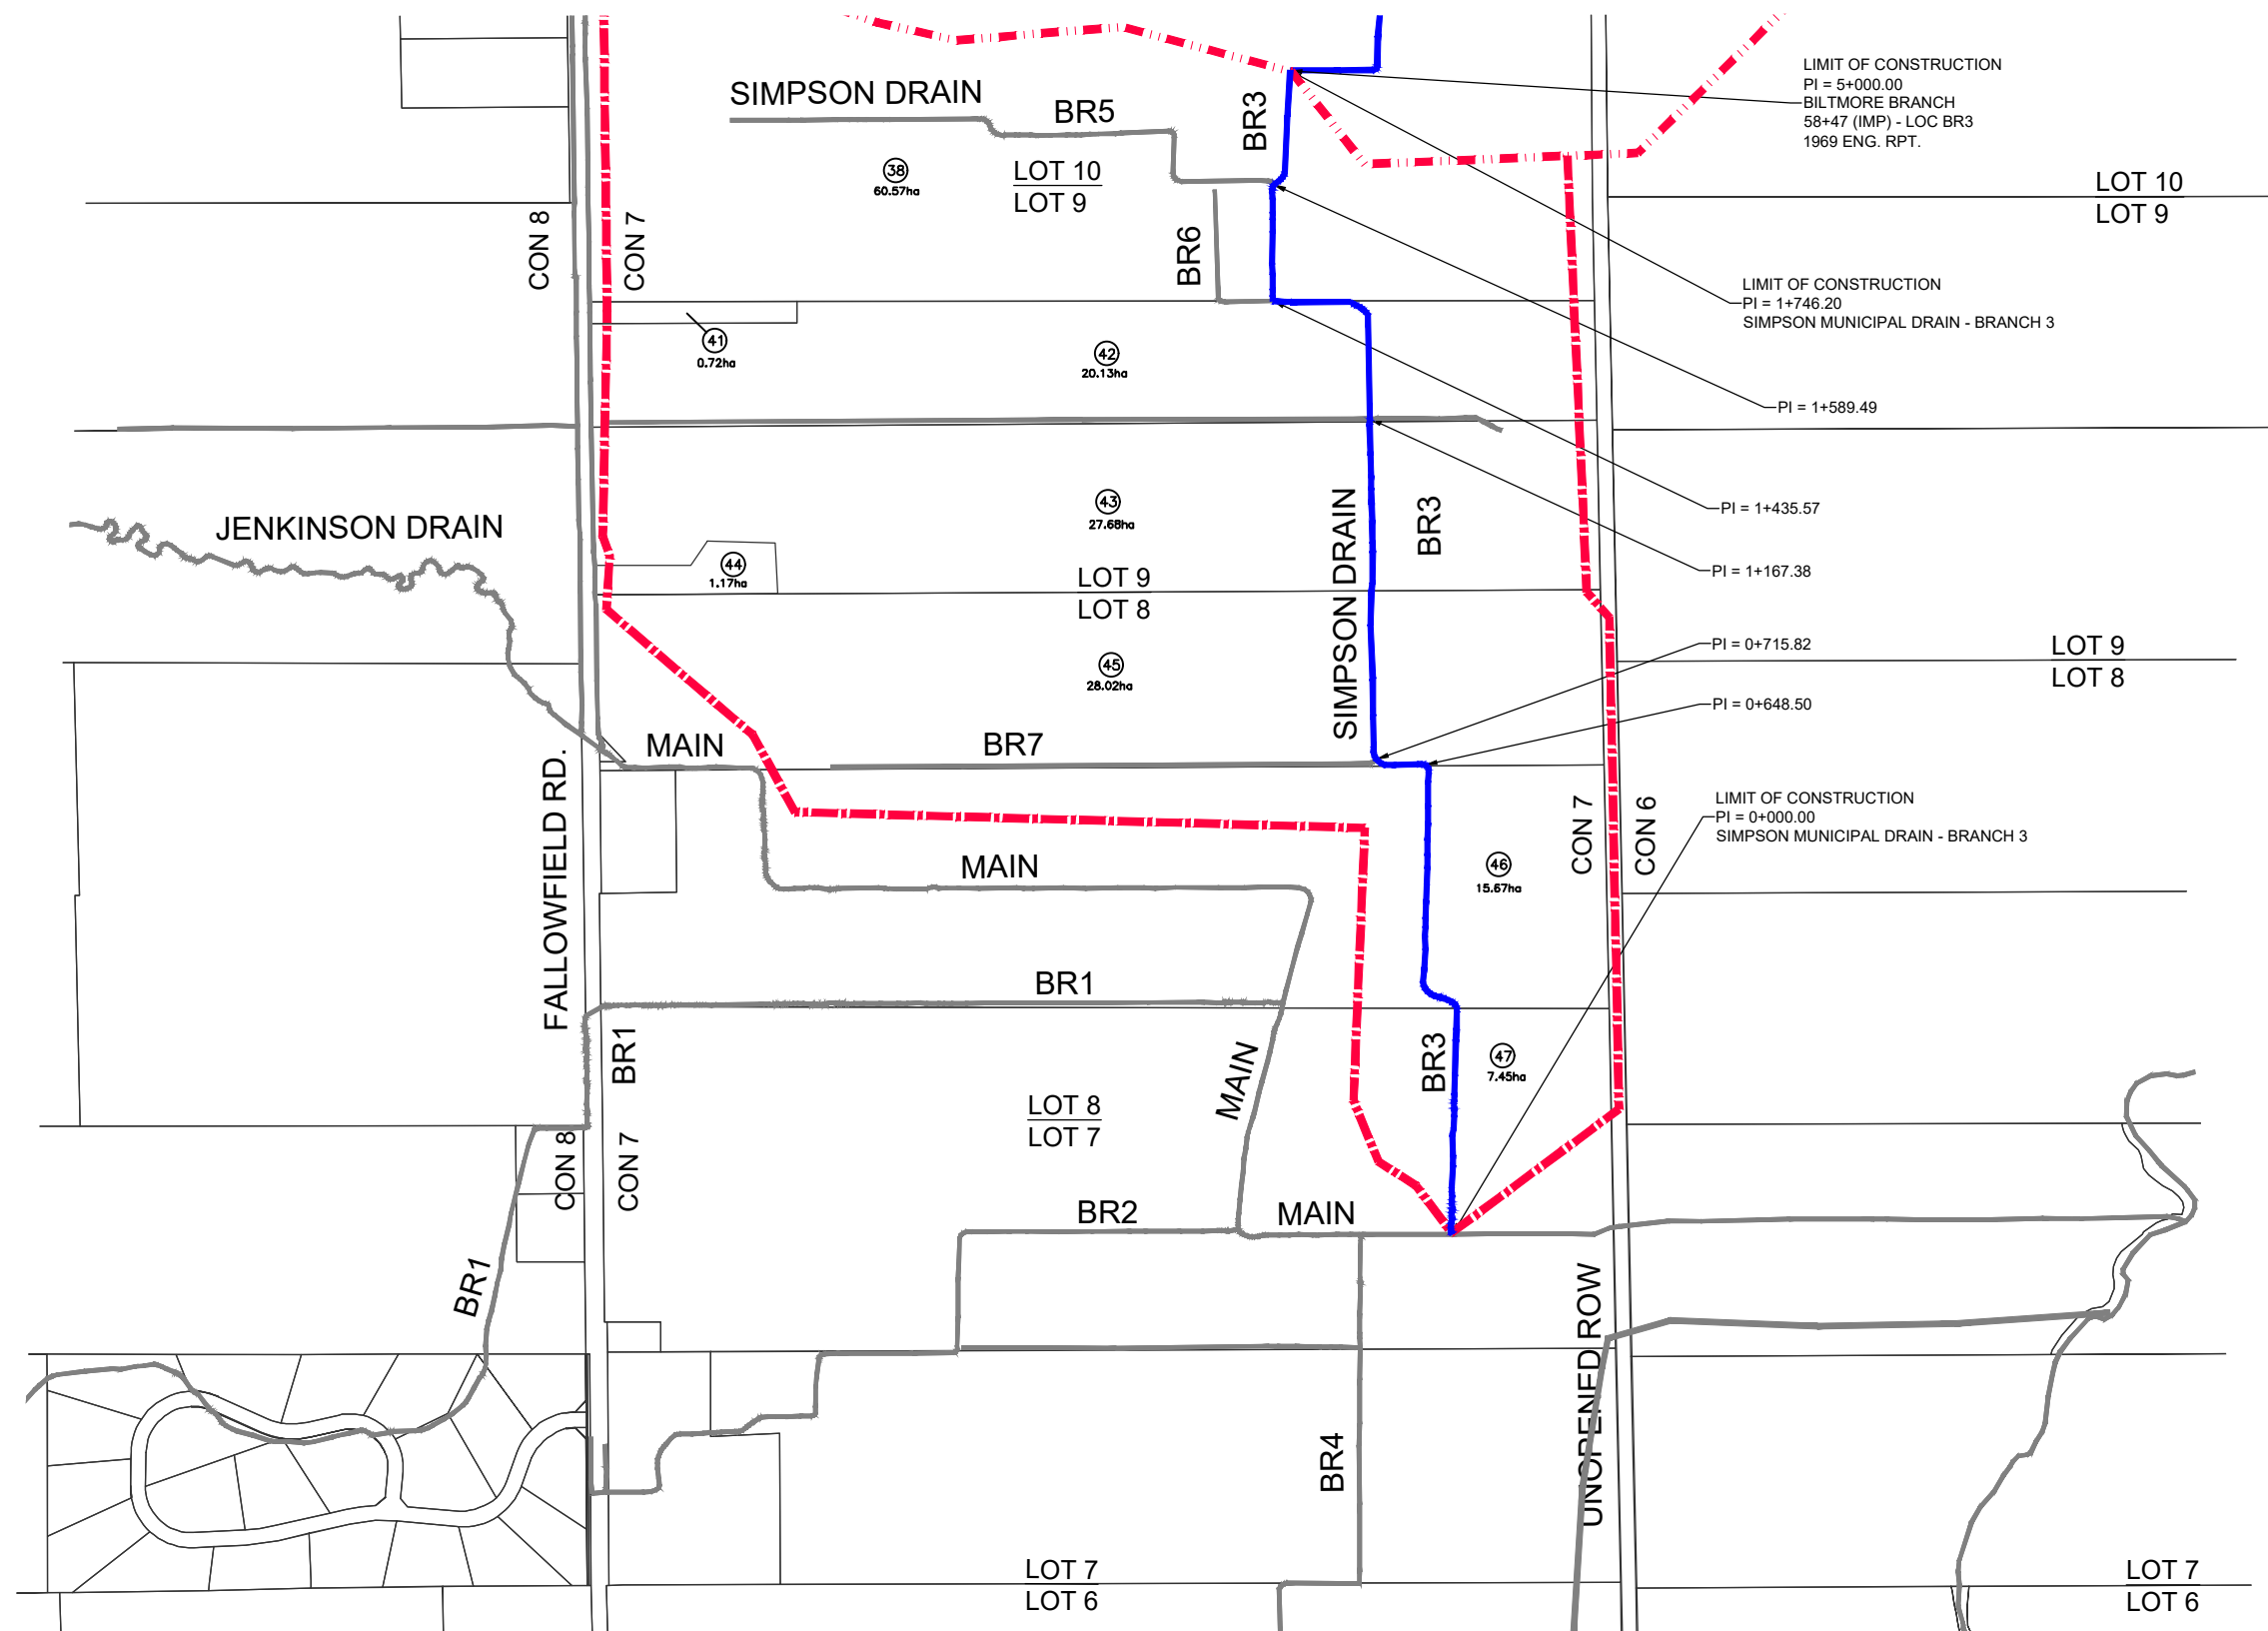 LIMIT OF CONSTRUCTION
PI = 5+000.00
BILTMORE BRANCH
58+47 (IMP) - LOC BR3
1969 ENG. RPT.
SIMPSON DRAIN
BR5
BR3
38
60.57ha
LOT 10
LOT 9
LOT 10
LOT 9
CON 8
CON 7
BR6
LIMIT OF CONSTRUCTION
PI = 1+746.20
SIMPSON MUNICIPAL DRAIN - BRANCH 3
41
0.72ha
42
20.13ha
PI = 1+589.49
JENKINSON DRAIN
43
27.68ha
SIMPSON DRAIN
BR3
PI = 1+435.57
44
1.17ha
LOT 9
LOT 8
PI = 1+167.38
45
28.02ha
PI = 0+715.82
LOT 9
LOT 8
PI = 0+648.50
MAIN
BR7
FALLOWFIELD RD.
LIMIT OF CONSTRUCTION
PI = 0+000.00
SIMPSON MUNICIPAL DRAIN - BRANCH 3
CON 7
CON 6
MAIN
46
15.67ha
BR1
BR1
MAIN
BR3
47
7.45ha
LOT 8
LOT 7
CON 8
CON 7
BR2
MAIN
BR1
UNOPENED ROW
BR4
LOT 7
LOT 6
LOT 7
LOT 6